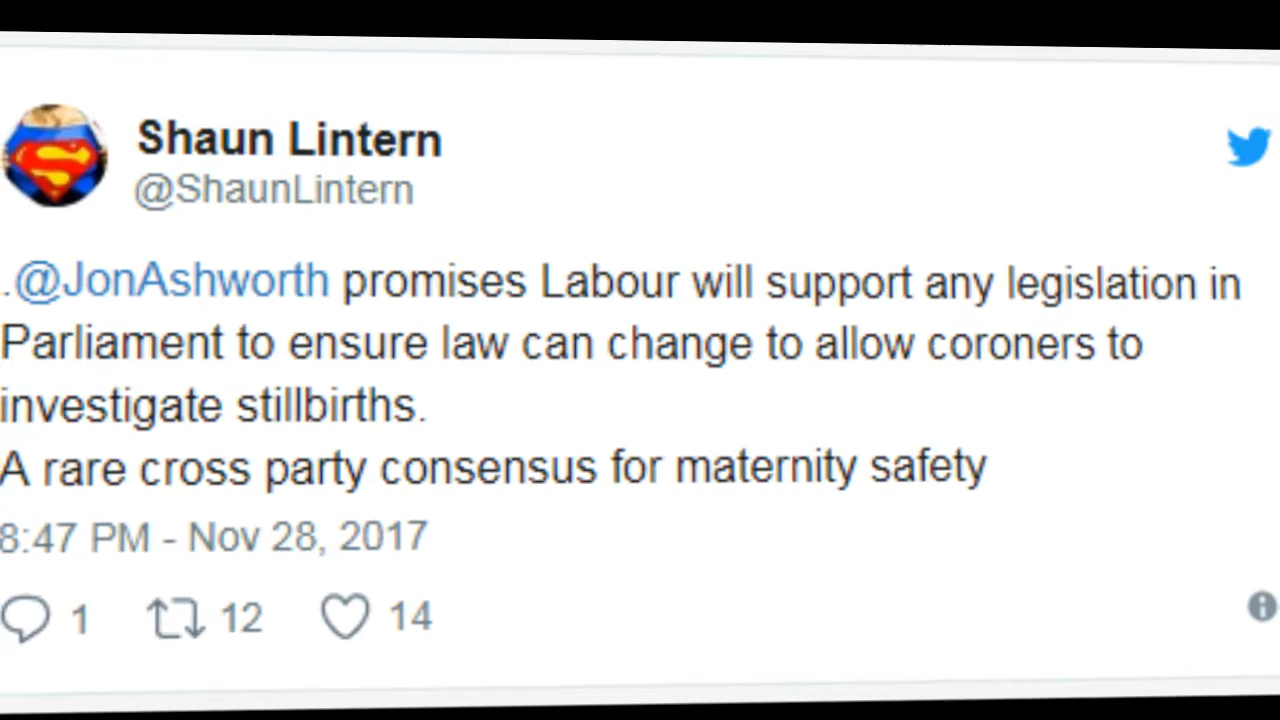 Shaun Lintern
@ShaunLintern
.@JonAshworth promises Labour will support any legislation in
Parliament to ensure law can change to allow coroners to
investigate stillbirths.
A rare cross party consensus for maternity safety
8:47 PM - Nov 28, 2017
1 12 14